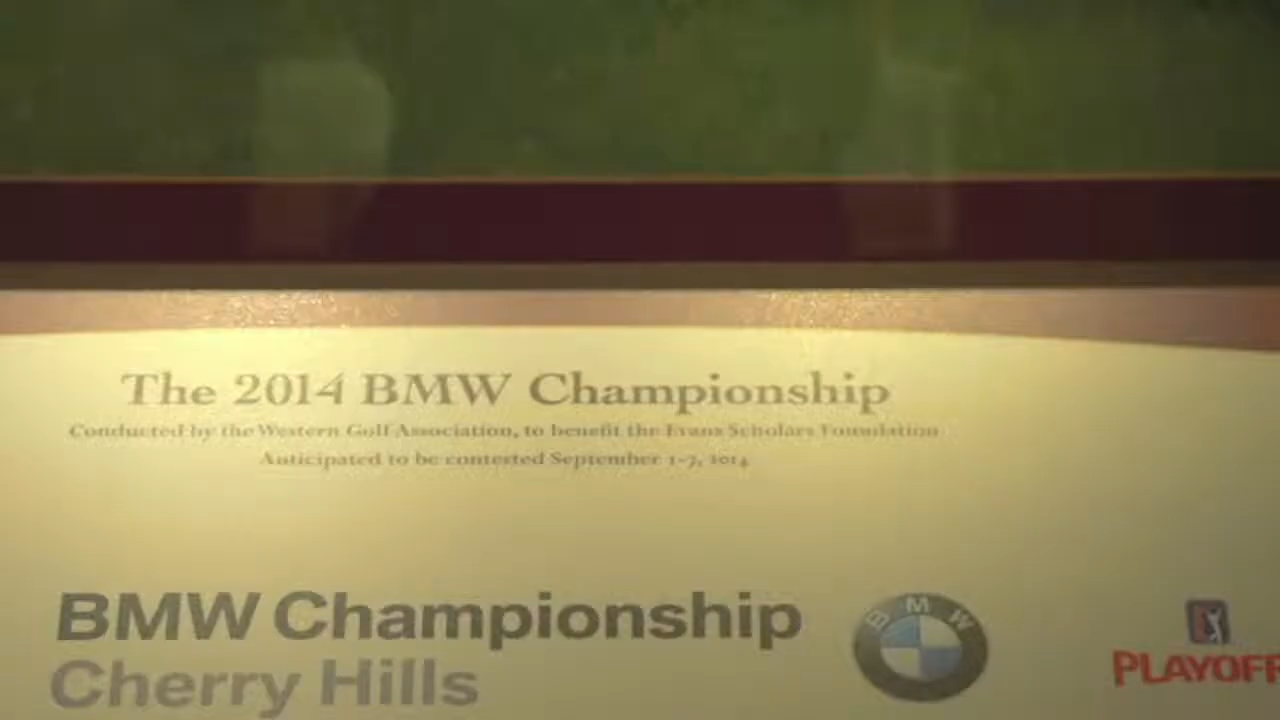 The 2014 BMW Championship
Conducted by the Western Golf Association, to benefit the Evans Scholars Foundation
Anticipated to be contested September 1-7, 2014
BMW Championship
Cherry Hills
BMW
PLAYOFF